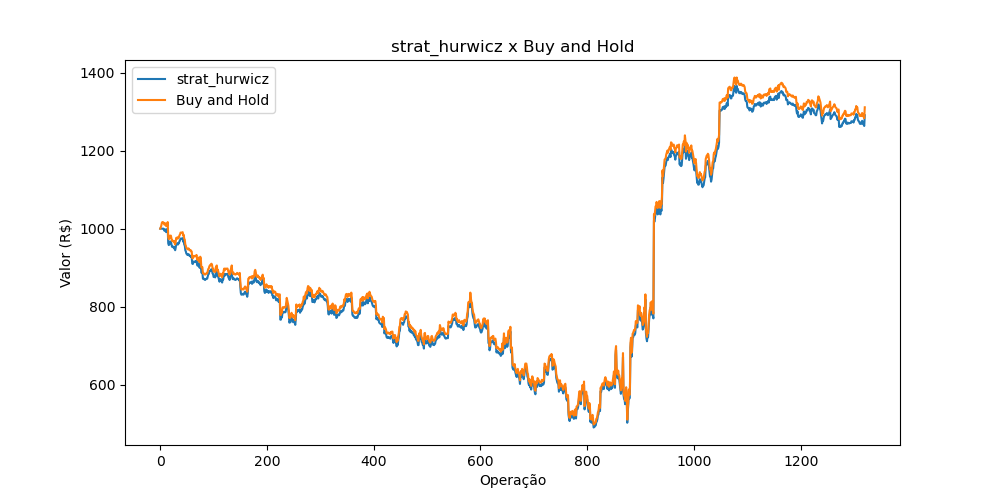 strat_hurwicz x Buy and Hold
strat_hurwicz
Buy and Hold
1400
1200
1000
800
600
Valor (R$)
0 200 400 600 800 1000 1200
Operação